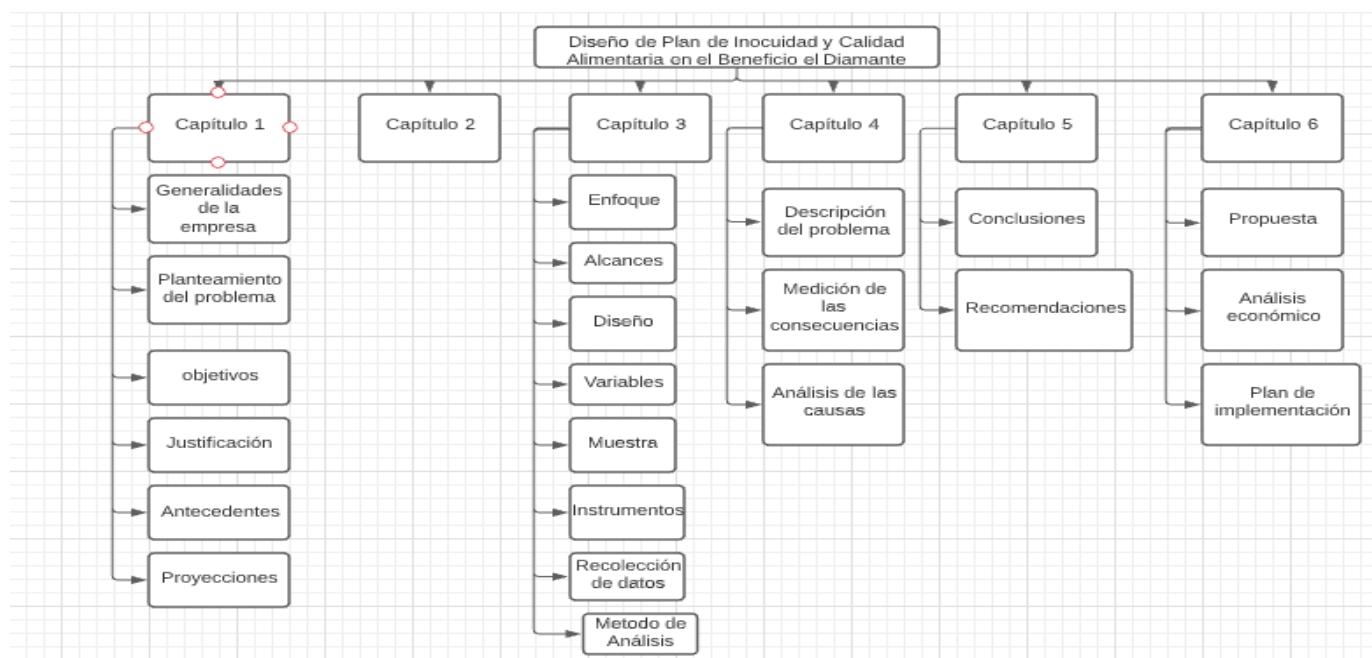 Diseño de Plan de Inocuidad y Calidad
Alimentaria en el Beneficio el Diamante
Capítulo 1
Capítulo 2
Capítulo 3
Capítulo 4
Capítulo 5
Capítulo 6
Generalidades
de la
empresa
Planteamiento
del problema
objetivos
Justificación
Antecedentes
Proyecciones
Enfoque
Alcances
Diseño
Variables
Muestra
Instrumentos
Recolección
de datos
Metodo de
Análisis
Descripción
del problema
Medición de
las
consecuencias
Análisis de las
causas
Conclusiones
Recomendaciones
Propuesta
Análisis
económico
Plan de
implementación